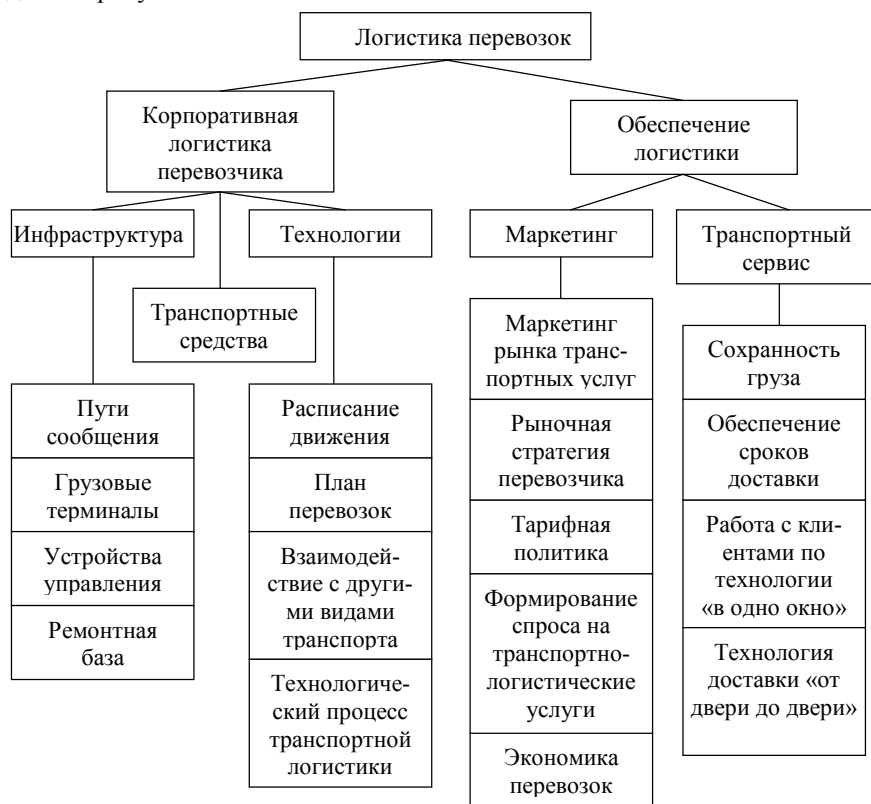 Логистика перевозок
Корпоративная
логистика
перевозчика
Обеспечение
логистики
Инфраструктура
Технологии
Маркетинг
Транспортный
сервис
Транспортные
средства
Пути
сообщения
Грузовые
терминалы
Устройства
управления
Ремонтная
база
Расписание
движения
План
перевозок
Взаимодей-
ствие с други-
ми видами
транспорта
Технологиче-
ский процесс
транспортной
логистики
Маркетинг
рынка транс-
портных услуг
Рыночная
стратегия
перевозчика
Тарифная
политика
Формирование
спроса на
транспортно-
логистические
услуги
Экономика
перевозок
Сохранность
груза
Обеспечение
сроков
доставки
Работа с кли-
ентами по
технологии
«в одно окно»
Технология
доставки «от
двери до двери»